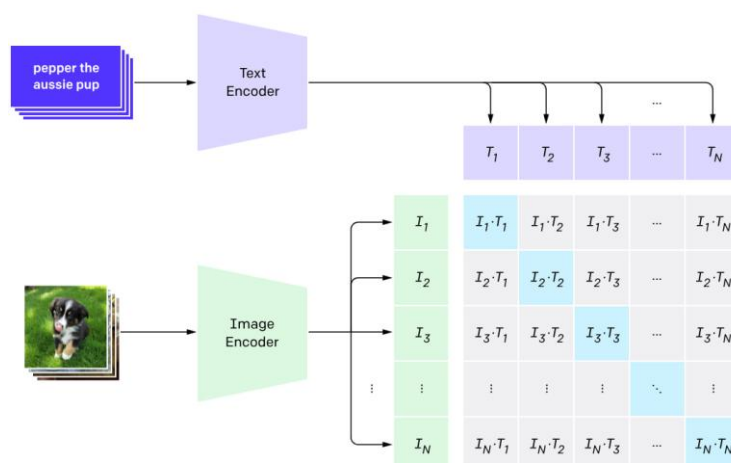 pepper the
aussie pup
Text
Encoder
...
T1 T2 T3 ... TN
I1 I1·T1 I1·T2 I1·T3 ... I1·TN
I2 I2·T1 I2·T2 I2·T3 ... I2·TN
Image
Encoder
I3 I3·T1 I3·T2 I3·T3 ... I3·TN
⋮ ⋮ ⋮ ⋮ ⋮ ⋱ ⋮
IN IN·T1 IN·T2 IN·T3 ... IN·TN